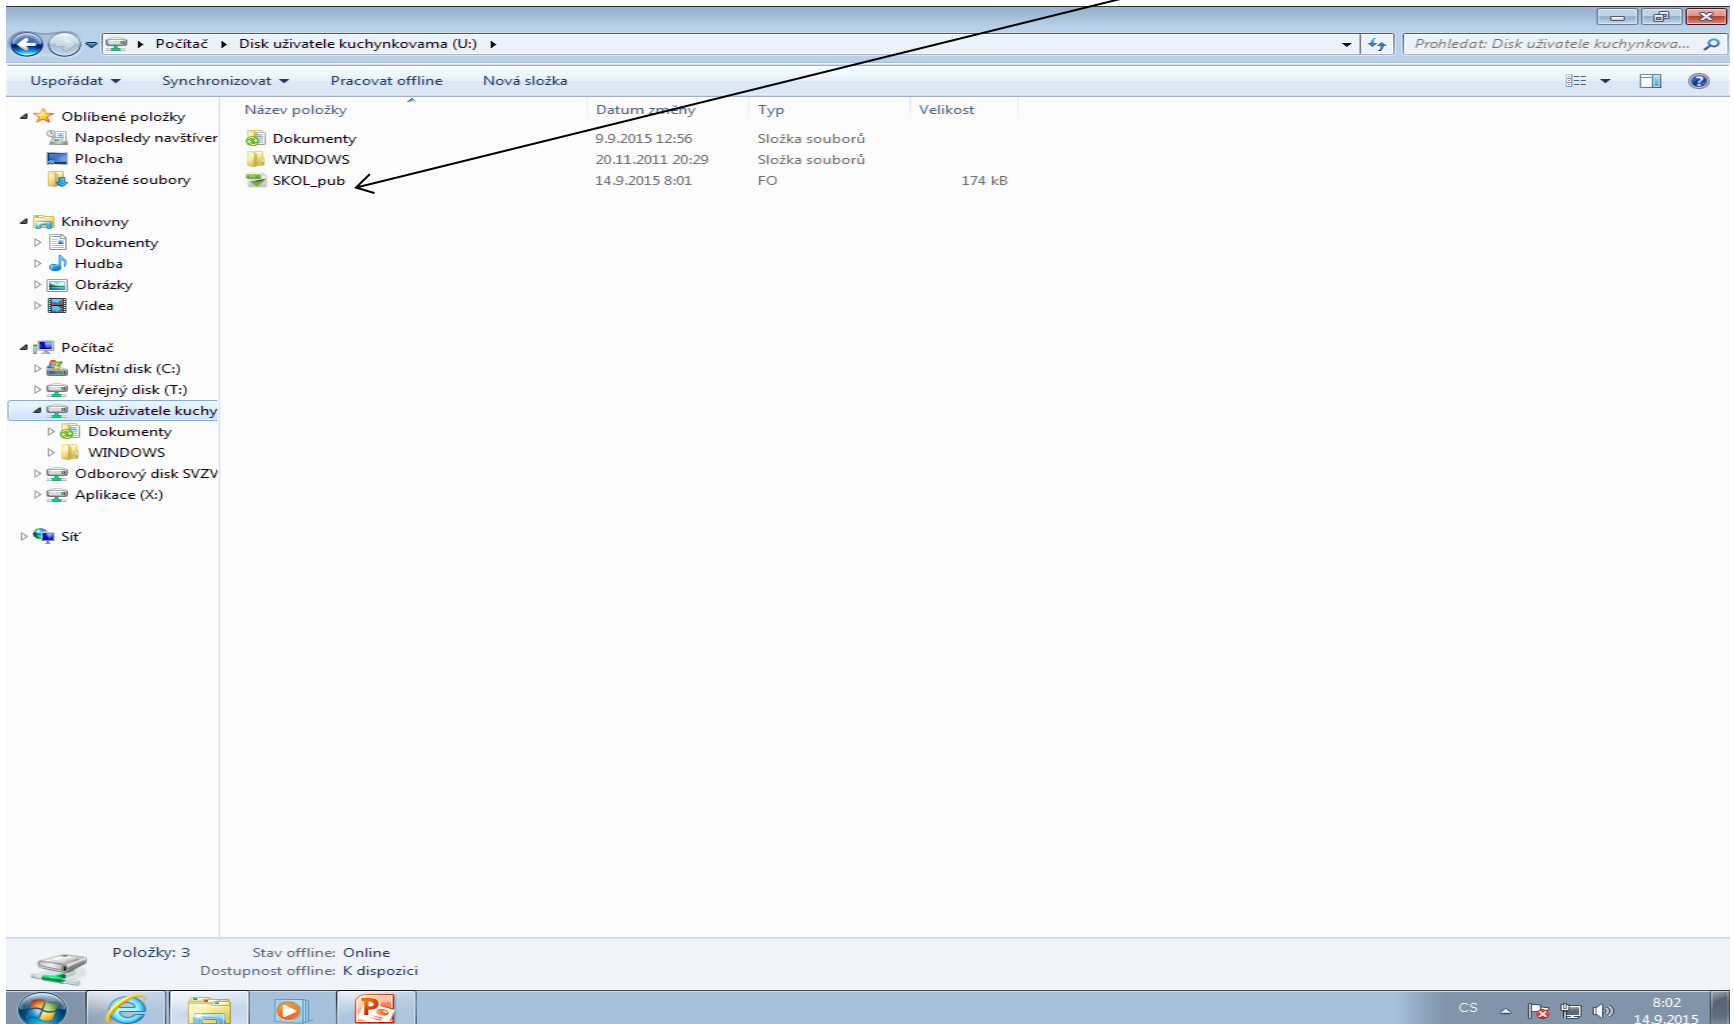 Počítač ▸ Disk uživatele kuchynkovama (U:) ▸
Prohledat: Disk uživatele kuchynkova...
Uspořádat Synchronizovat Pracovat offline Nová složka
Název položky Datum změny Typ Velikost
Dokumenty 9.9.2015 12:56 Složka souborů
WINDOWS 20.11.2011 20:29 Složka souborů
SKOL_pub 14.9.2015 8:01 FO 174 kB
Oblíbené položky
Naposledy navštíver
Plocha
Stažené soubory
Knihovny
Dokumenty
Hudba
Obrázky
Videa
Počítač
Místní disk (C:)
Veřejný disk (T:)
Disk uživatele kuchy
Dokumenty
WINDOWS
Odborový disk SVZV
Aplikace (X:)
Síť
Položky: 3 Stav offline: Online
Dostupnost offline: K dispozici
CS 8:02
14.9.2015